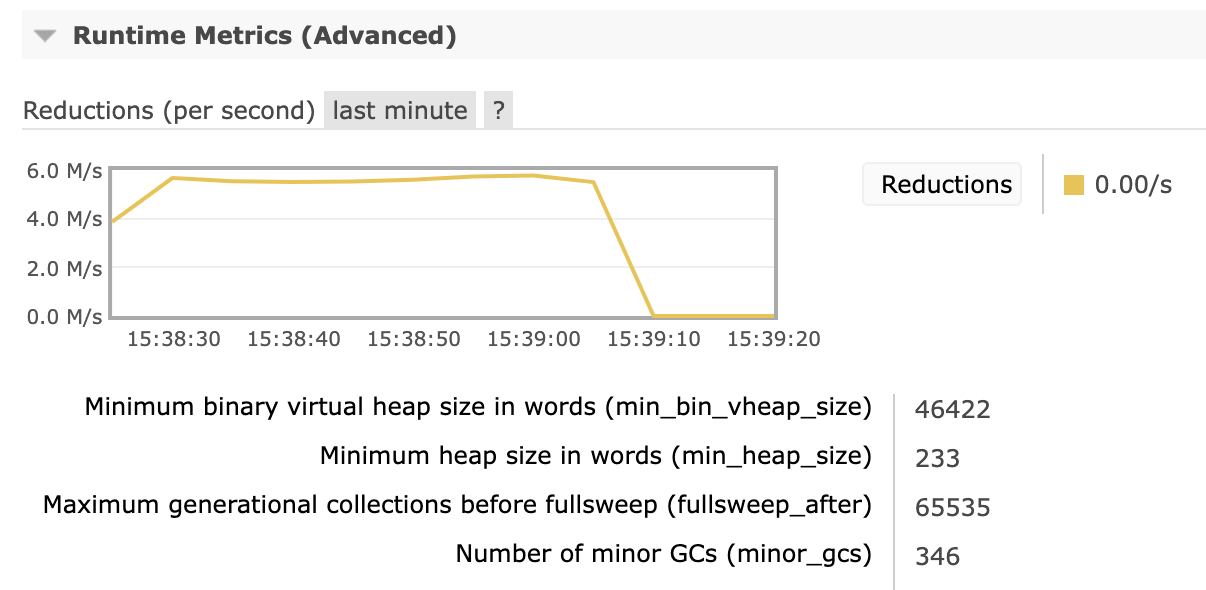 Runtime Metrics (Advanced)
Reductions (per second) last minute ?
6.0 M/s
4.0 M/s
2.0 M/s
0.0 M/s
15:38:30 15:38:40 15:38:50 15:39:00 15:39:10 15:39:20
Reductions 0.00/s
Minimum binary virtual heap size in words (min_bin_vheap_size) 46422
Minimum heap size in words (min_heap_size) 233
Maximum generational collections before fullsweep (fullsweep_after) 65535
Number of minor GCs (minor_gcs) 346